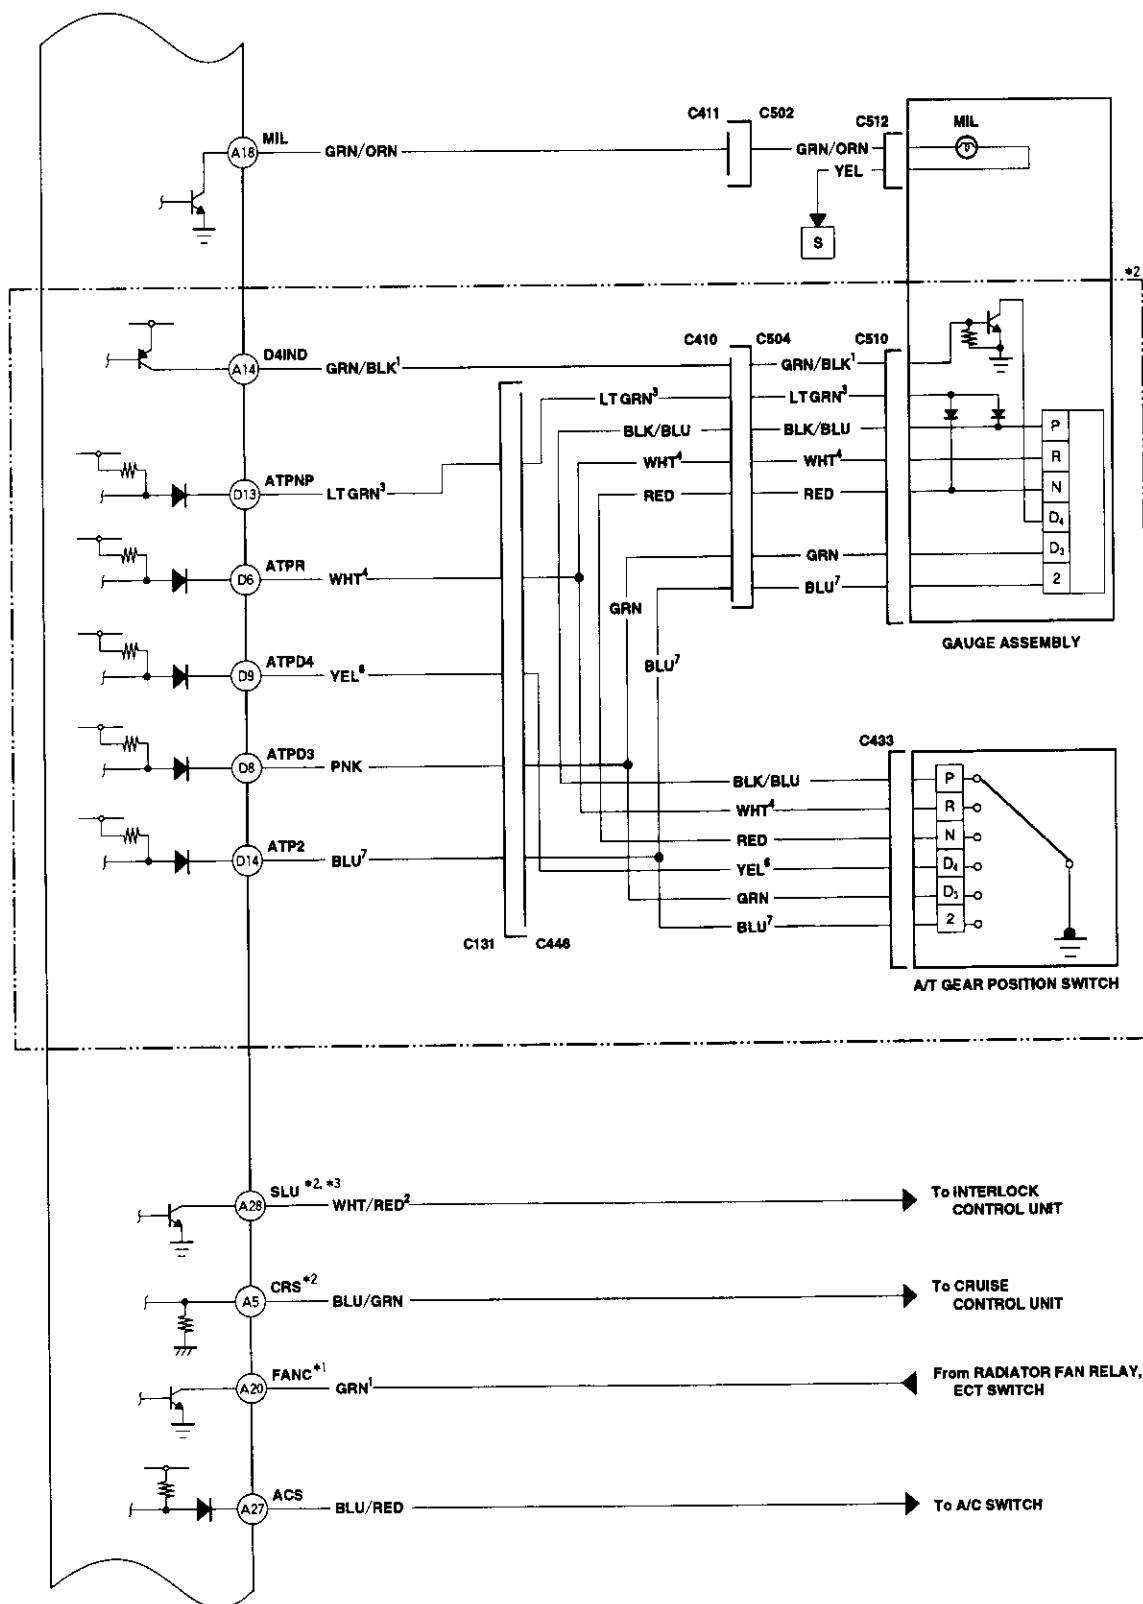 C411 C502
C512
MIL
MIL
A18
GRN/ORN
GRN/ORN
YEL
S
*2
D4IND
A14
GRN/BLK¹
C410 C504
C510
GRN/BLK¹
LT GRN³
LT GRN³
BLK/BLU
BLK/BLU
WHT⁴
WHT⁴
RED
RED
GRN
BLU⁷
P
R
N
D₄
D₃
2
GAUGE ASSEMBLY
ATPNP
D13
LT GRN³
ATPR
D6
WHT⁴
GRN
ATPD4
D9
YEL⁶
BLU⁷
ATPD3
D8
PNK
ATP2
D14
BLU⁷
C131 C446
C433
BLK/BLU
WHT⁴
RED
YEL⁶
GRN
BLU⁷
P
R
N
D₄
D₃
2
A/T GEAR POSITION SWITCH
SLU *2, *3
A28
WHT/RED²
To INTERLOCK
CONTROL UNIT
CRS *2
A5
BLU/GRN
To CRUISE
CONTROL UNIT
FANC *1
A20
GRN¹
From RADIATOR FAN RELAY,
ECT SWITCH
ACS
A27
BLU/RED
To A/C SWITCH